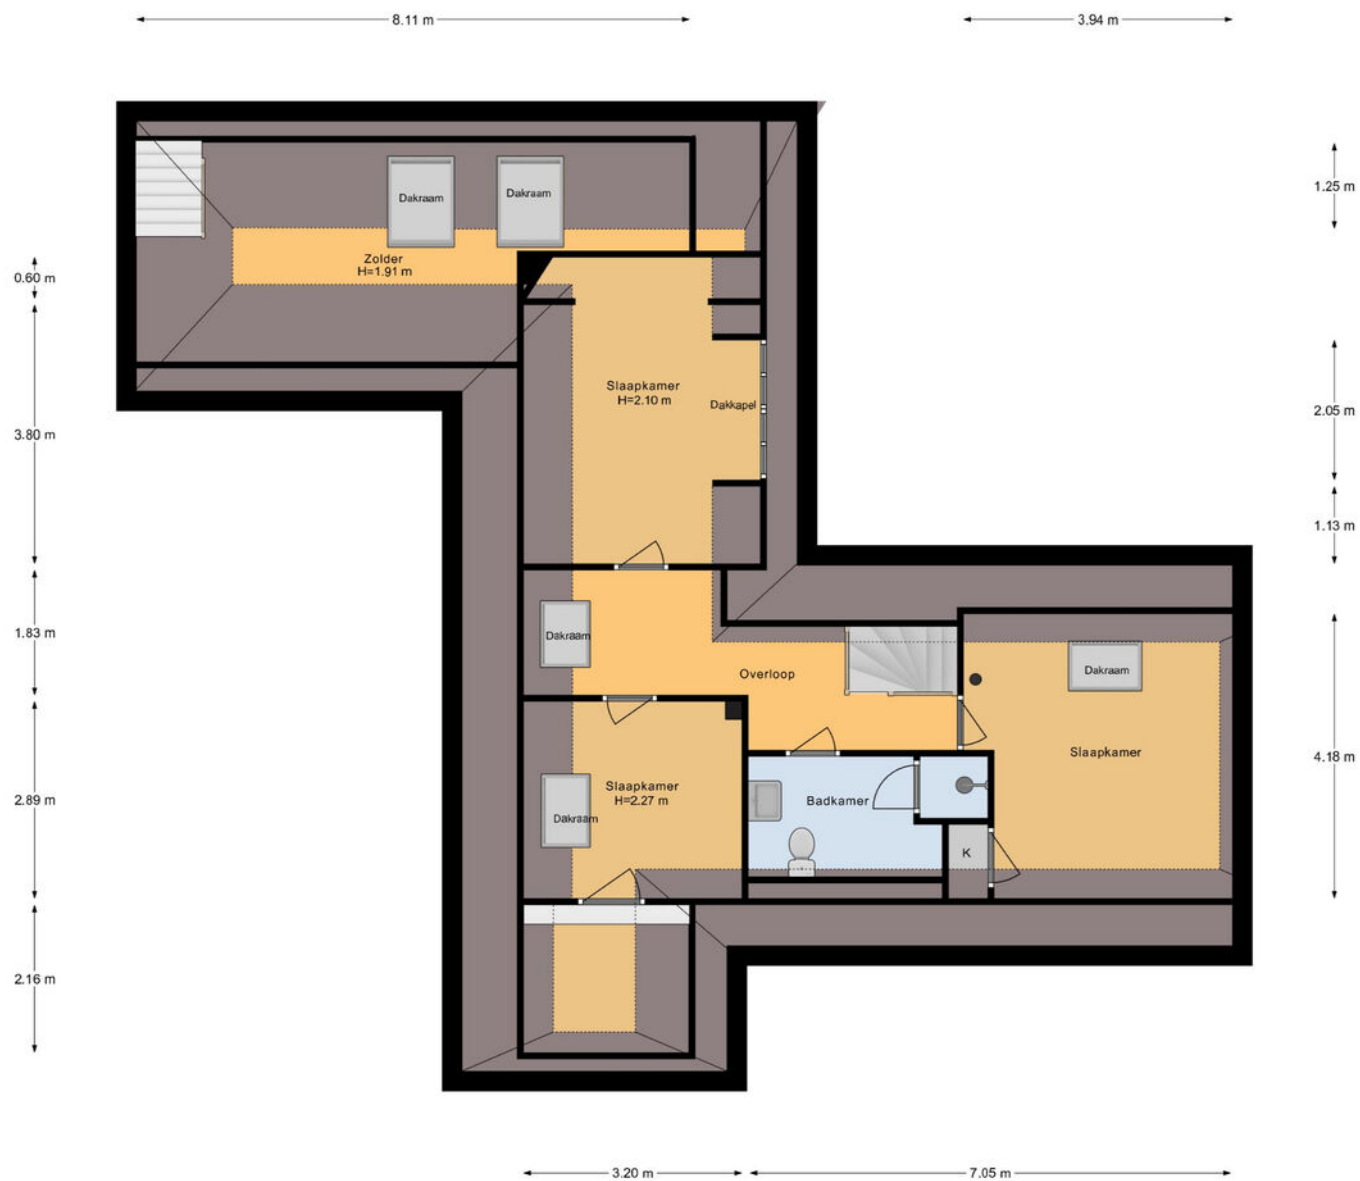 8.11 m
3.94 m
1.25 m
Dakraam
Dakraam
Zolder
H=1.91 m
0.60 m
Slaapkamer
H=2.10 m
Dakkapel
2.05 m
3.80 m
1.13 m
1.83 m
Dakraam
Overloop
Dakraam
Slaapkamer
4.18 m
Slaapkamer
H=2.27 m
Badkamer
2.89 m
Dakraam
K
2.16 m
3.20 m
7.05 m